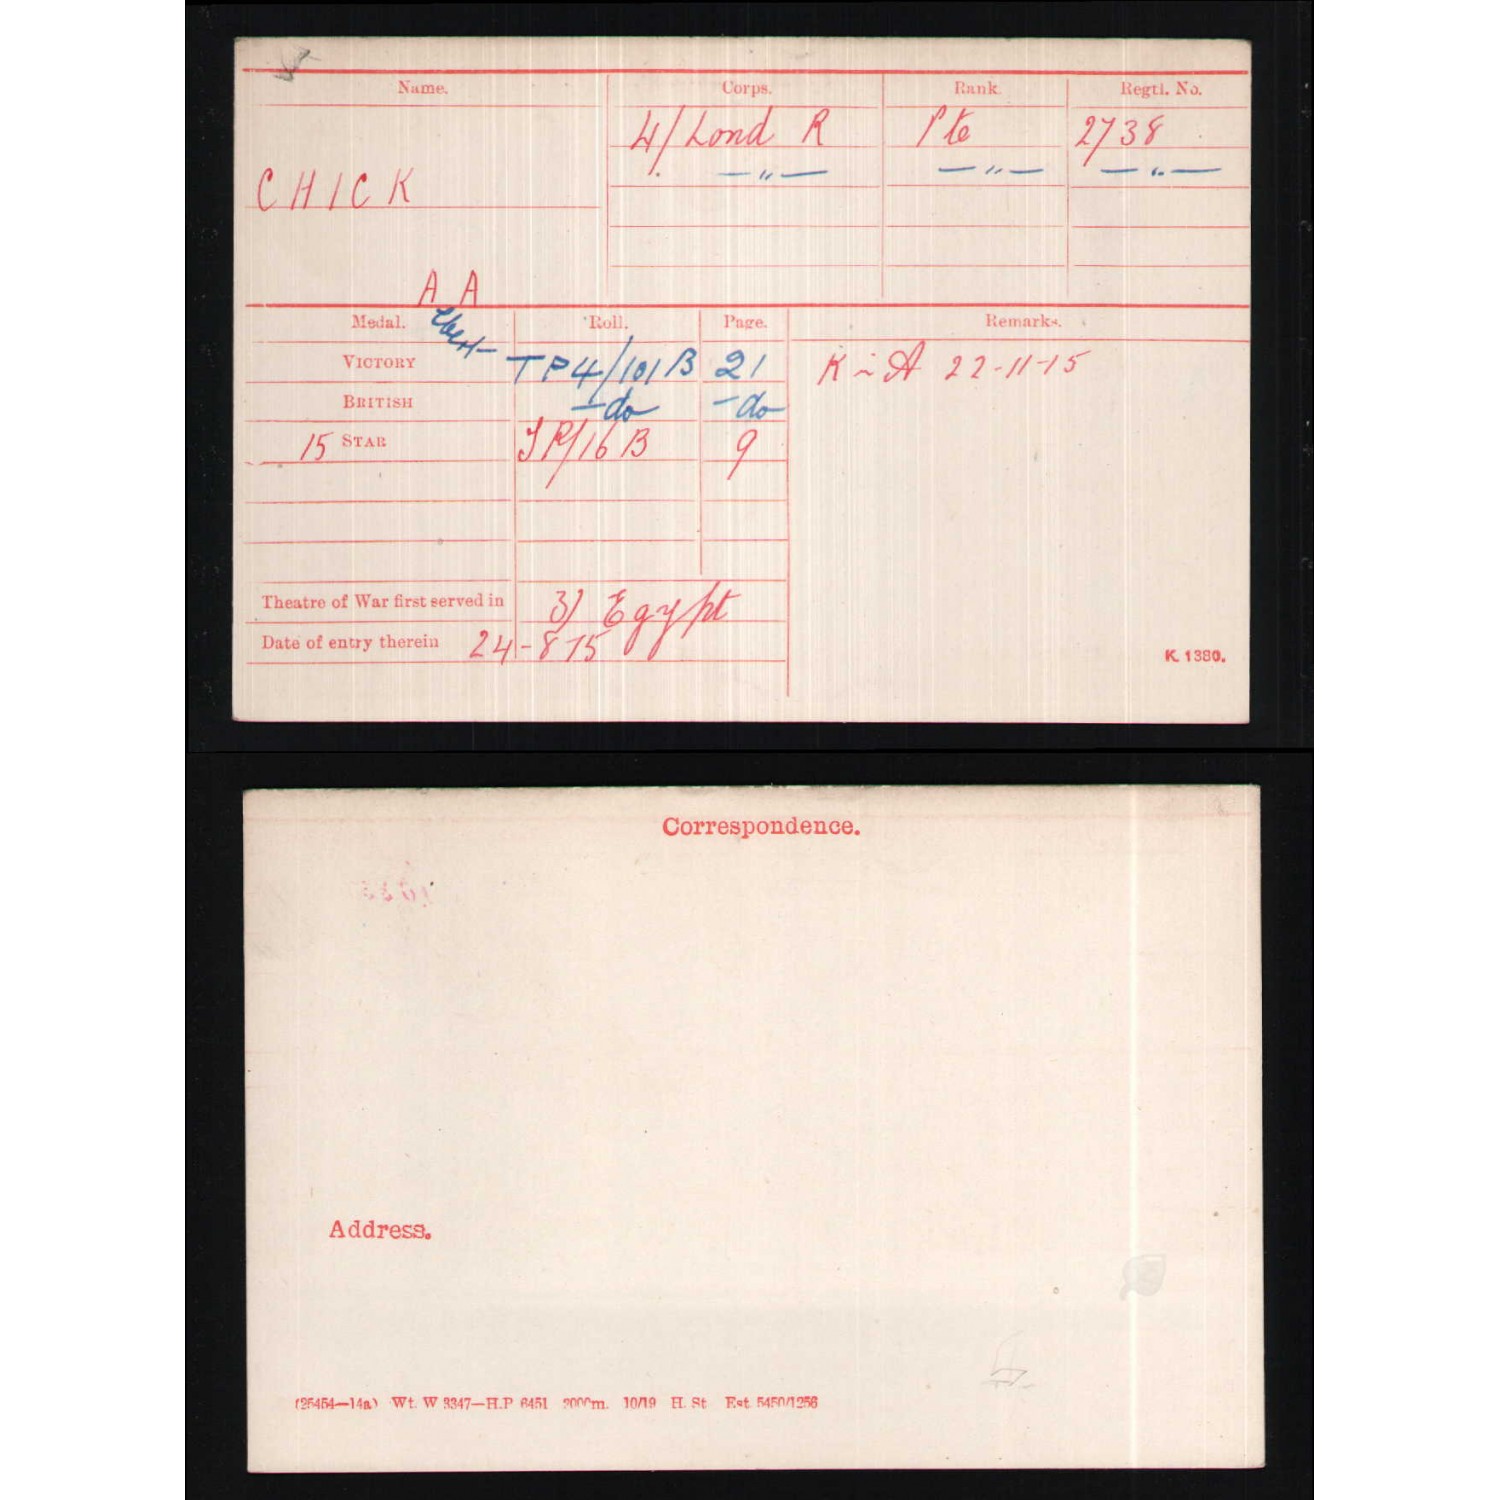 Name. Corps. Rank. Regtl. No.
4/Lond R Pte 2738
— " — — " — — " —
CHICK
A A
lbert
Medal. Roll. Page. Remarks.
VICTORY TP4/101B 21 K in A 22-11-15
BRITISH — do — do
15 STAR TP/16B 9
Theatre of War first served in 3) Egypt
Date of entry therein 24-8-15
K. 1380.
Correspondence.
Address.
(25454—14a) Wt. W 3347—H.P 6451 2000m. 10/19 H. St Est. 5450/1256